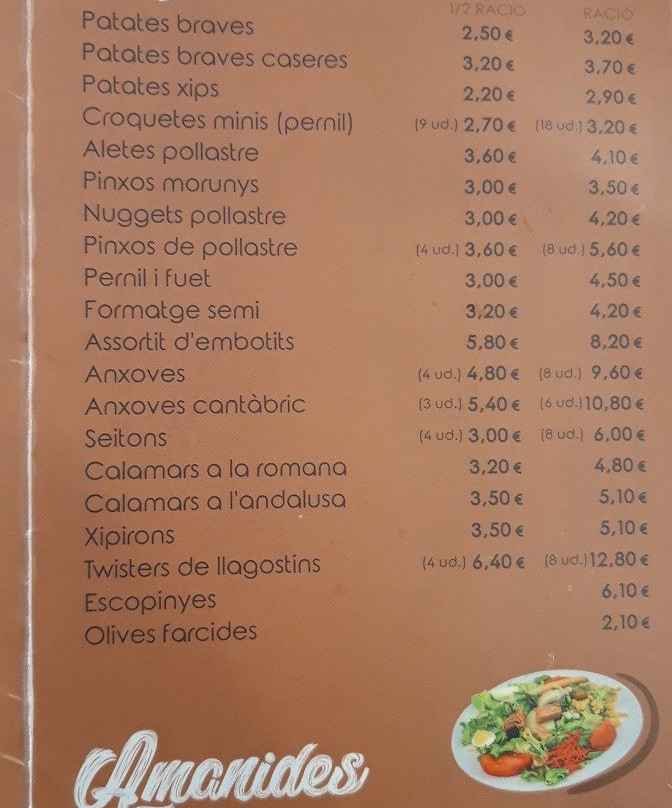 1/2 RACIÓ RACIÓ
Patates braves 2,50 € 3,20 €
Patates braves caseres 3,20 € 3,70 €
Patates xips 2,20 € 2,90 €
Croquetes minis (pernil) (9 ud.) 2,70 € (18 ud.) 3,20 €
Aletes pollastre 3,60 € 4,10 €
Pinxos morunys 3,00 € 3,50 €
Nuggets pollastre 3,00 € 4,20 €
Pinxos de pollastre (4 ud.) 3,60 € (8 ud.) 5,60 €
Pernil i fuet 3,00 € 4,50 €
Formatge semi 3,20 € 4,20 €
Assortit d'embotits 5,80 € 8,20 €
Anxoves (4 ud.) 4,80 € (8 ud.) 9,60 €
Anxoves cantàbric (3 ud.) 5,40 € (6 ud.) 10,80 €
Seitons (4 ud.) 3,00 € (8 ud.) 6,00 €
Calamars a la romana 3,20 € 4,80 €
Calamars a l'andalusa 3,50 € 5,10 €
Xipirons 3,50 € 5,10 €
Twisters de llagostins (4 ud.) 6,40 € (8 ud.) 12,80 €
Escopinyes 6,10 €
Olives farcides 2,10 €
Amanides